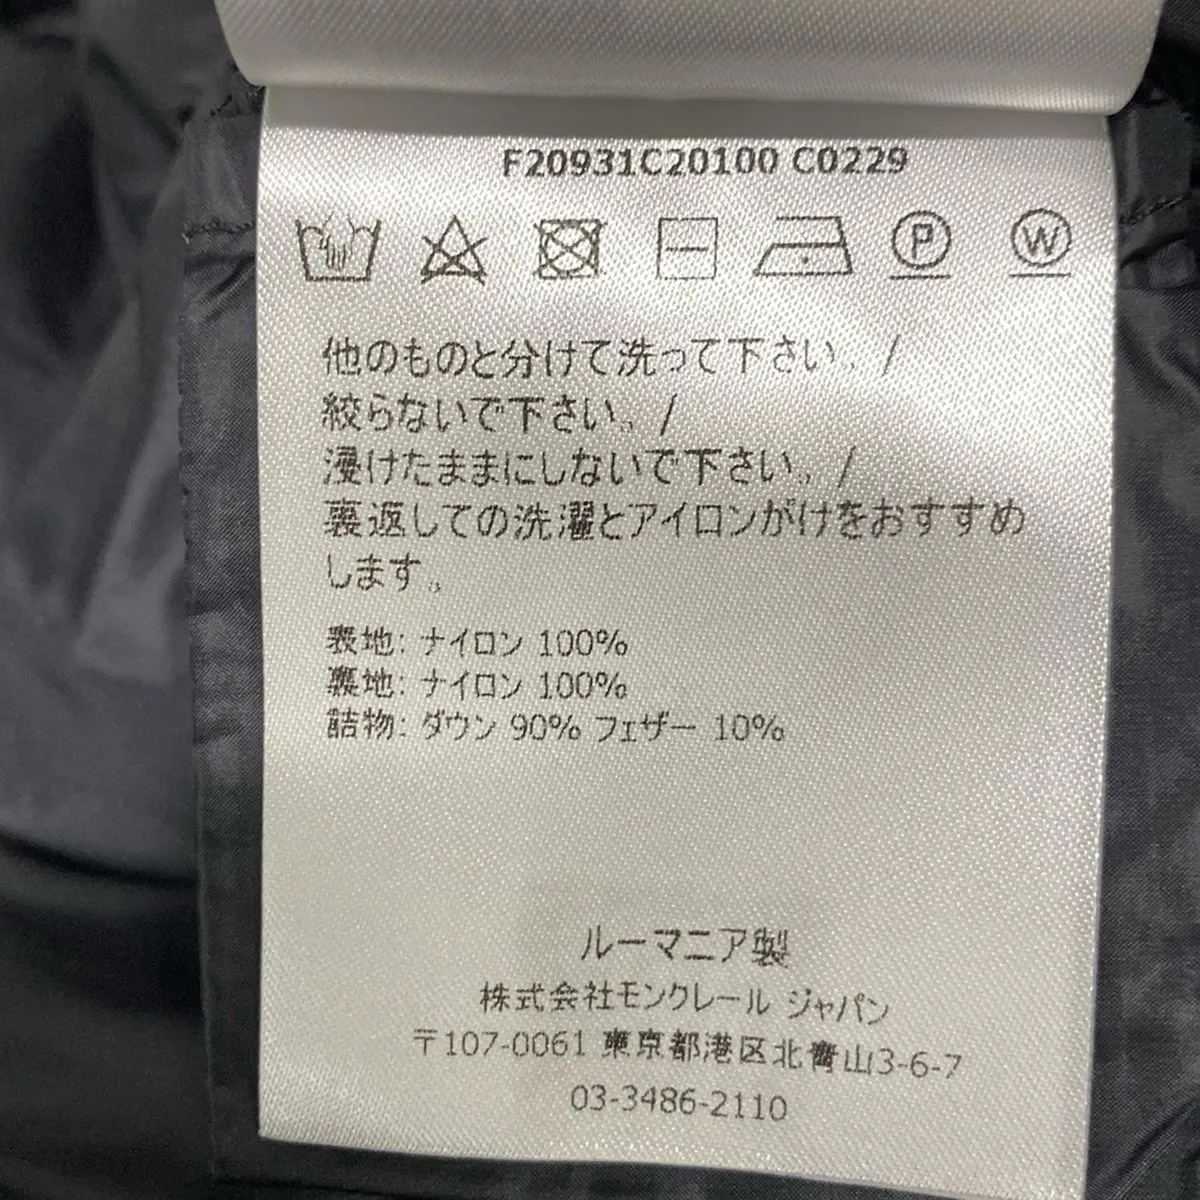 F20931C20100 C0229
P
W
他のものと分けて洗って下さい。/
絞らないで下さい。/
浸けたままにしないで下さい。/
裏返しての洗濯とアイロンがけをおすすめ
します。
表地: ナイロン 100%
裏地: ナイロン 100%
詰物: ダウン 90% フェザー 10%
ルーマニア製
株式会社モンクレール ジャパン
〒107-0061 東京都港区北青山3-6-7
03-3486-2110